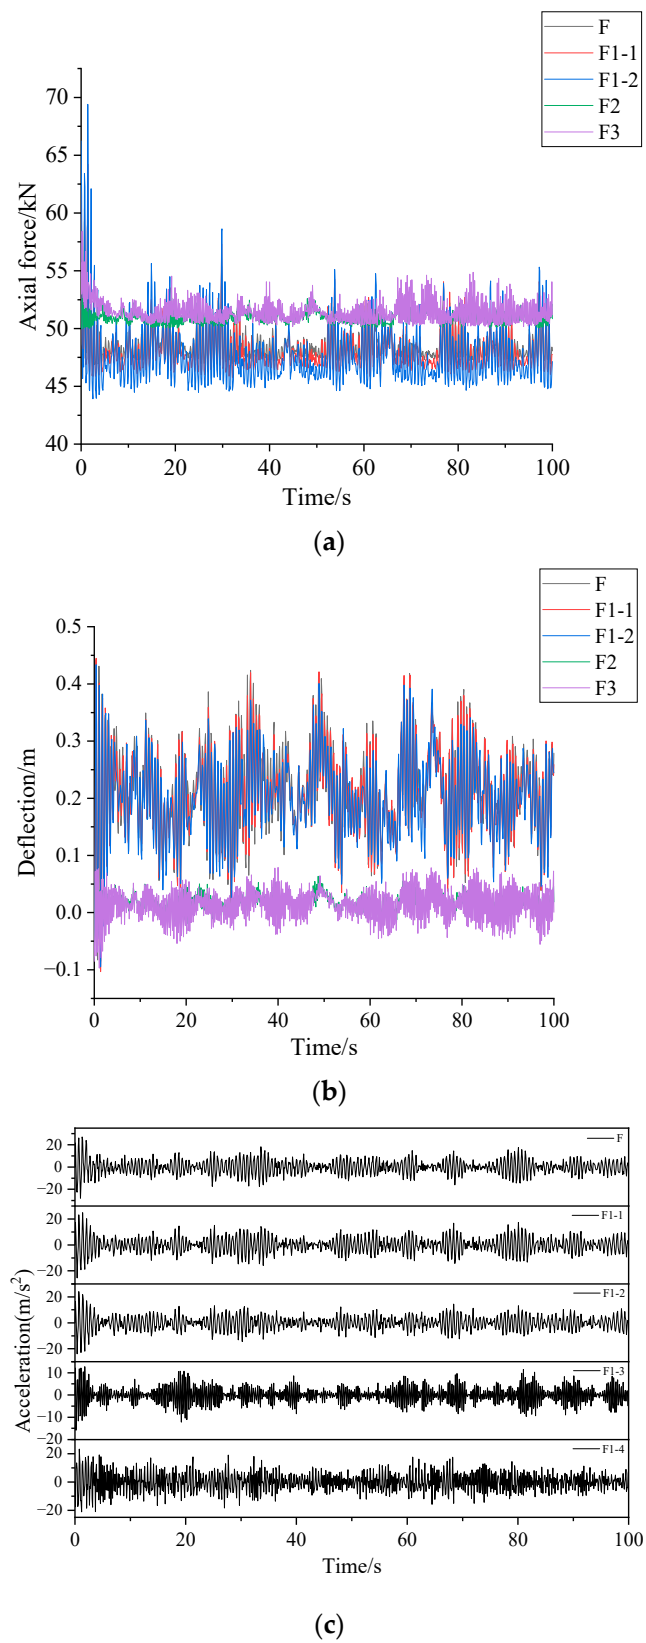 F
F1-1
F1-2
F2
F3
Axial force/kN
70
65
60
55
50
45
40
0 20 40 60 80 100
Time/s
(a)
F
F1-1
F1-2
F2
F3
Deflection/m
0.5
0.4
0.3
0.2
0.1
0.0
−0.1
0 20 40 60 80 100
Time/s
(b)
Acceleration(m/s²)
20
0
−20
F
20
0
−20
F1-1
20
0
−20
F1-2
10
0
−10
−20
F1-3
20
0
−20
F1-4
0 20 40 60 80 100
Time/s
(c)